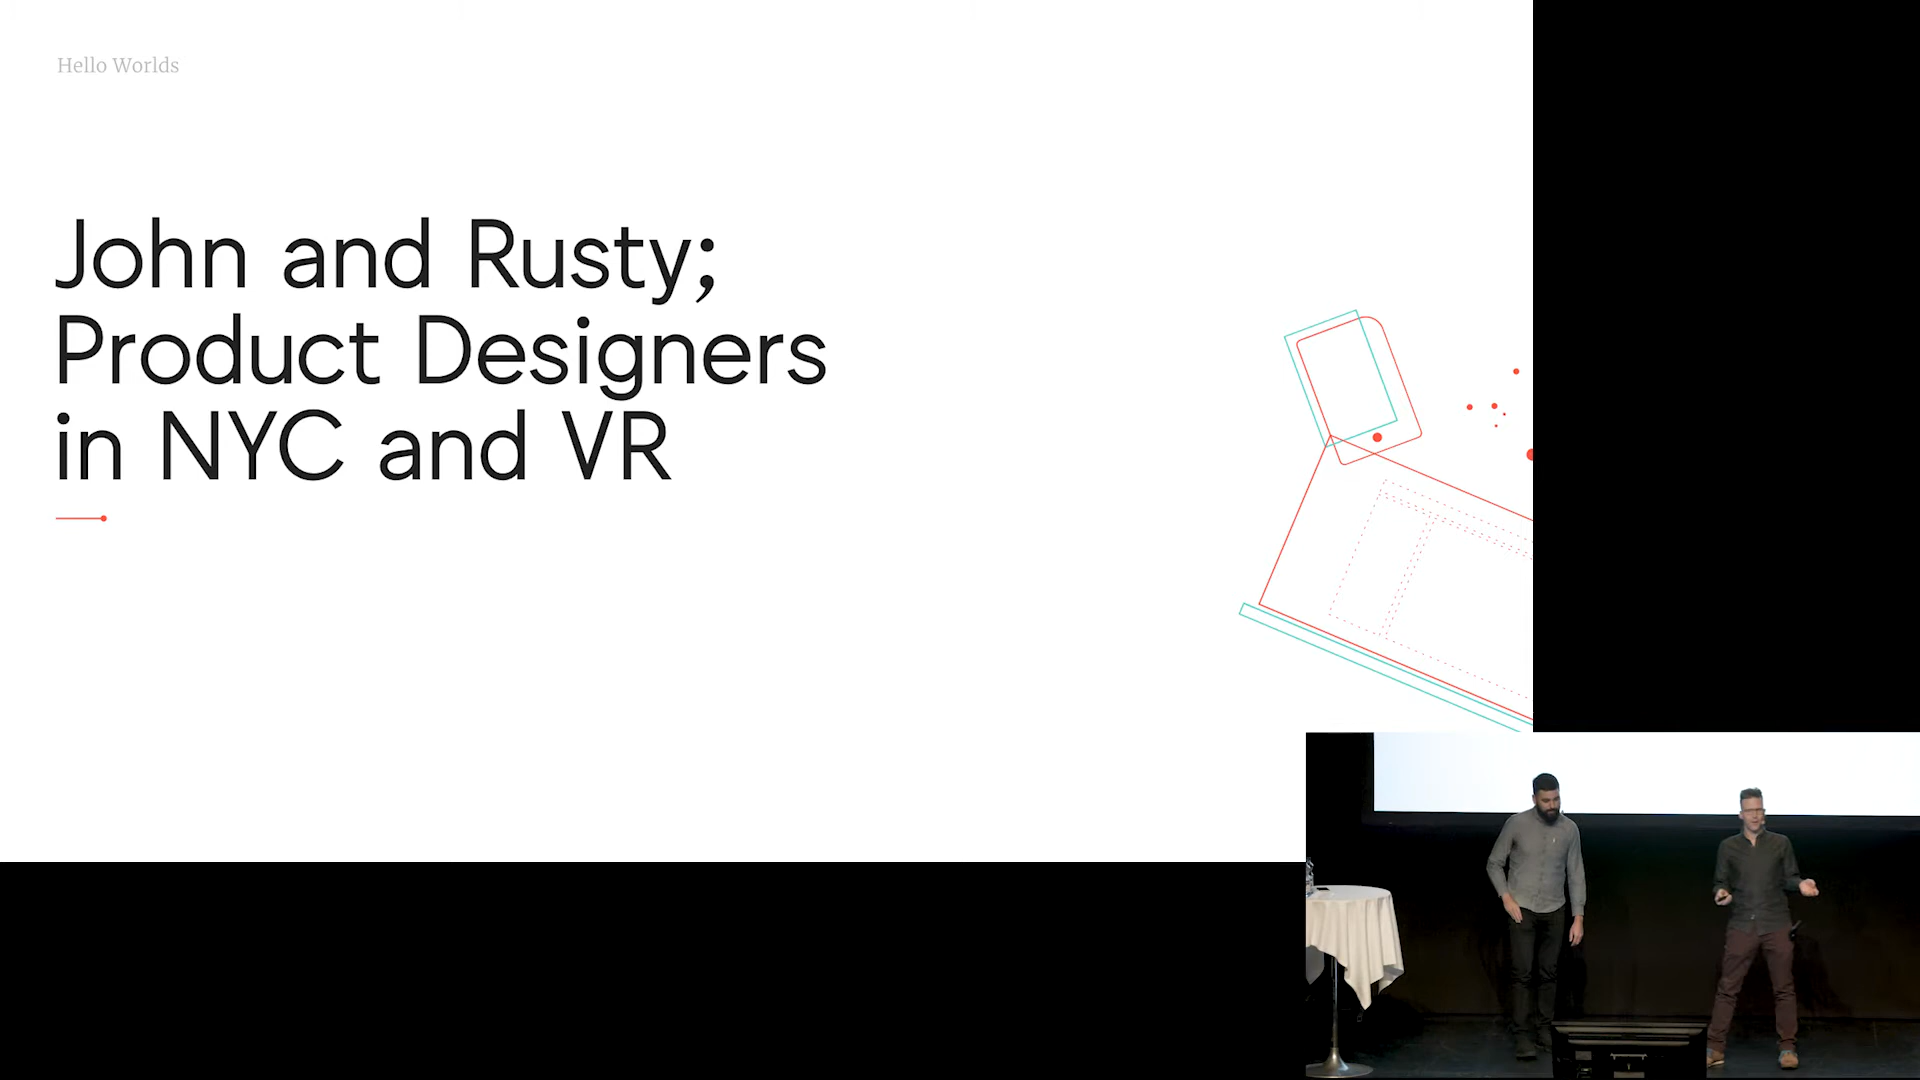 Hello Worlds
John and Rusty;
Product Designers
in NYC and VR